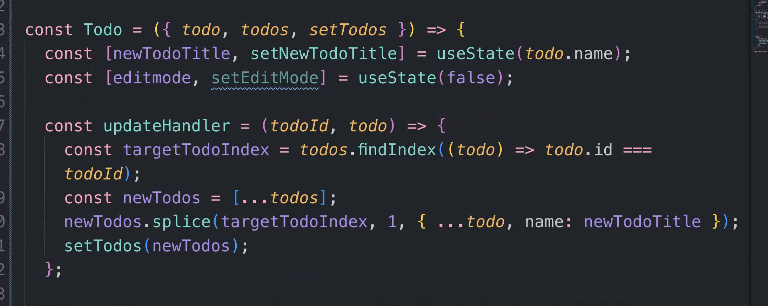 const Todo = ({ todo, todos, setTodos }) => {
const [newTodoTitle, setNewTodoTitle] = useState(todo.name);
const [editmode, setEditMode] = useState(false);
const updateHandler = (todoId, todo) => {
const targetTodoIndex = todos.findIndex((todo) => todo.id ===
todoId);
const newTodos = [...todos];
newTodos.splice(targetTodoIndex, 1, { ...todo, name: newTodoTitle });
setTodos(newTodos);
};